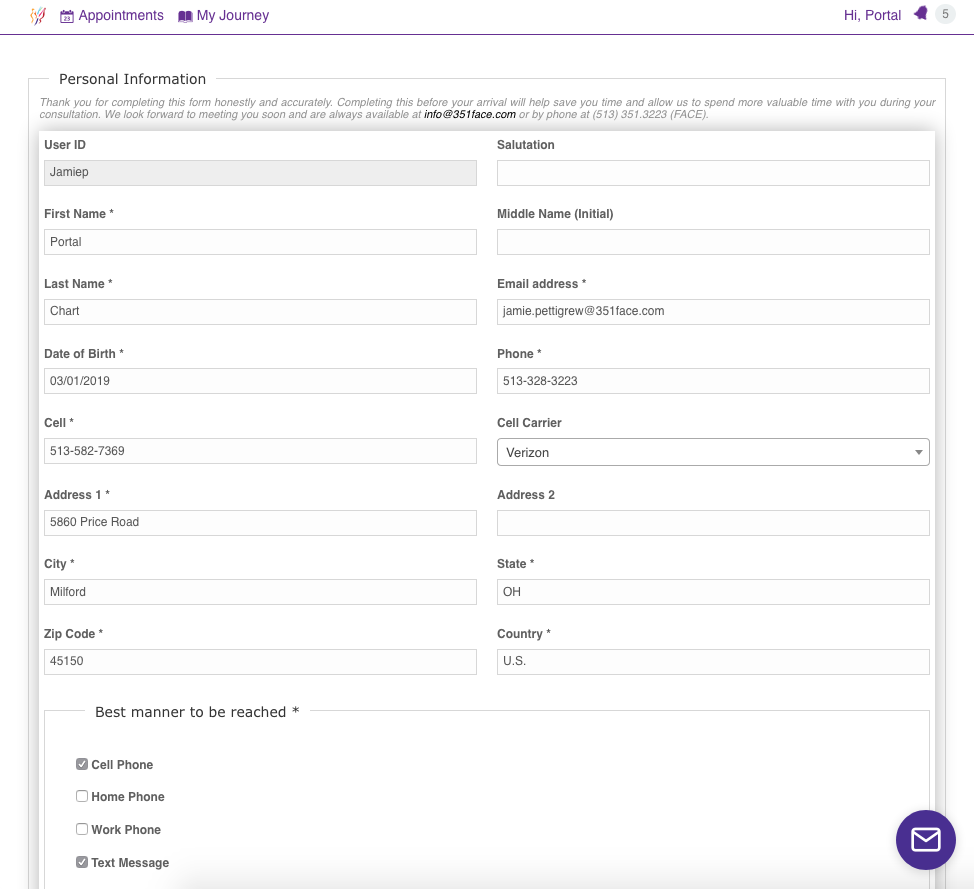 23 Appointments My Journey Hi, Portal 5
Personal Information
Thank you for completing this form honestly and accurately. Completing this before your arrival will help save you time and allow us to spend more valuable time with you during your
consultation. We look forward to meeting you soon and are always available at info@351face.com or by phone at (513) 351.3223 (FACE).
User ID Salutation
Jamiep
First Name * Middle Name (Initial)
Portal
Last Name * Email address *
Chart jamie.pettigrew@351face.com
Date of Birth * Phone *
03/01/2019 513-328-3223
Cell * Cell Carrier
513-582-7369 Verizon
Address 1 * Address 2
5860 Price Road
City * State *
Milford OH
Zip Code * Country *
45150 U.S.
Best manner to be reached *
Cell Phone
Home Phone
Work Phone
Text Message